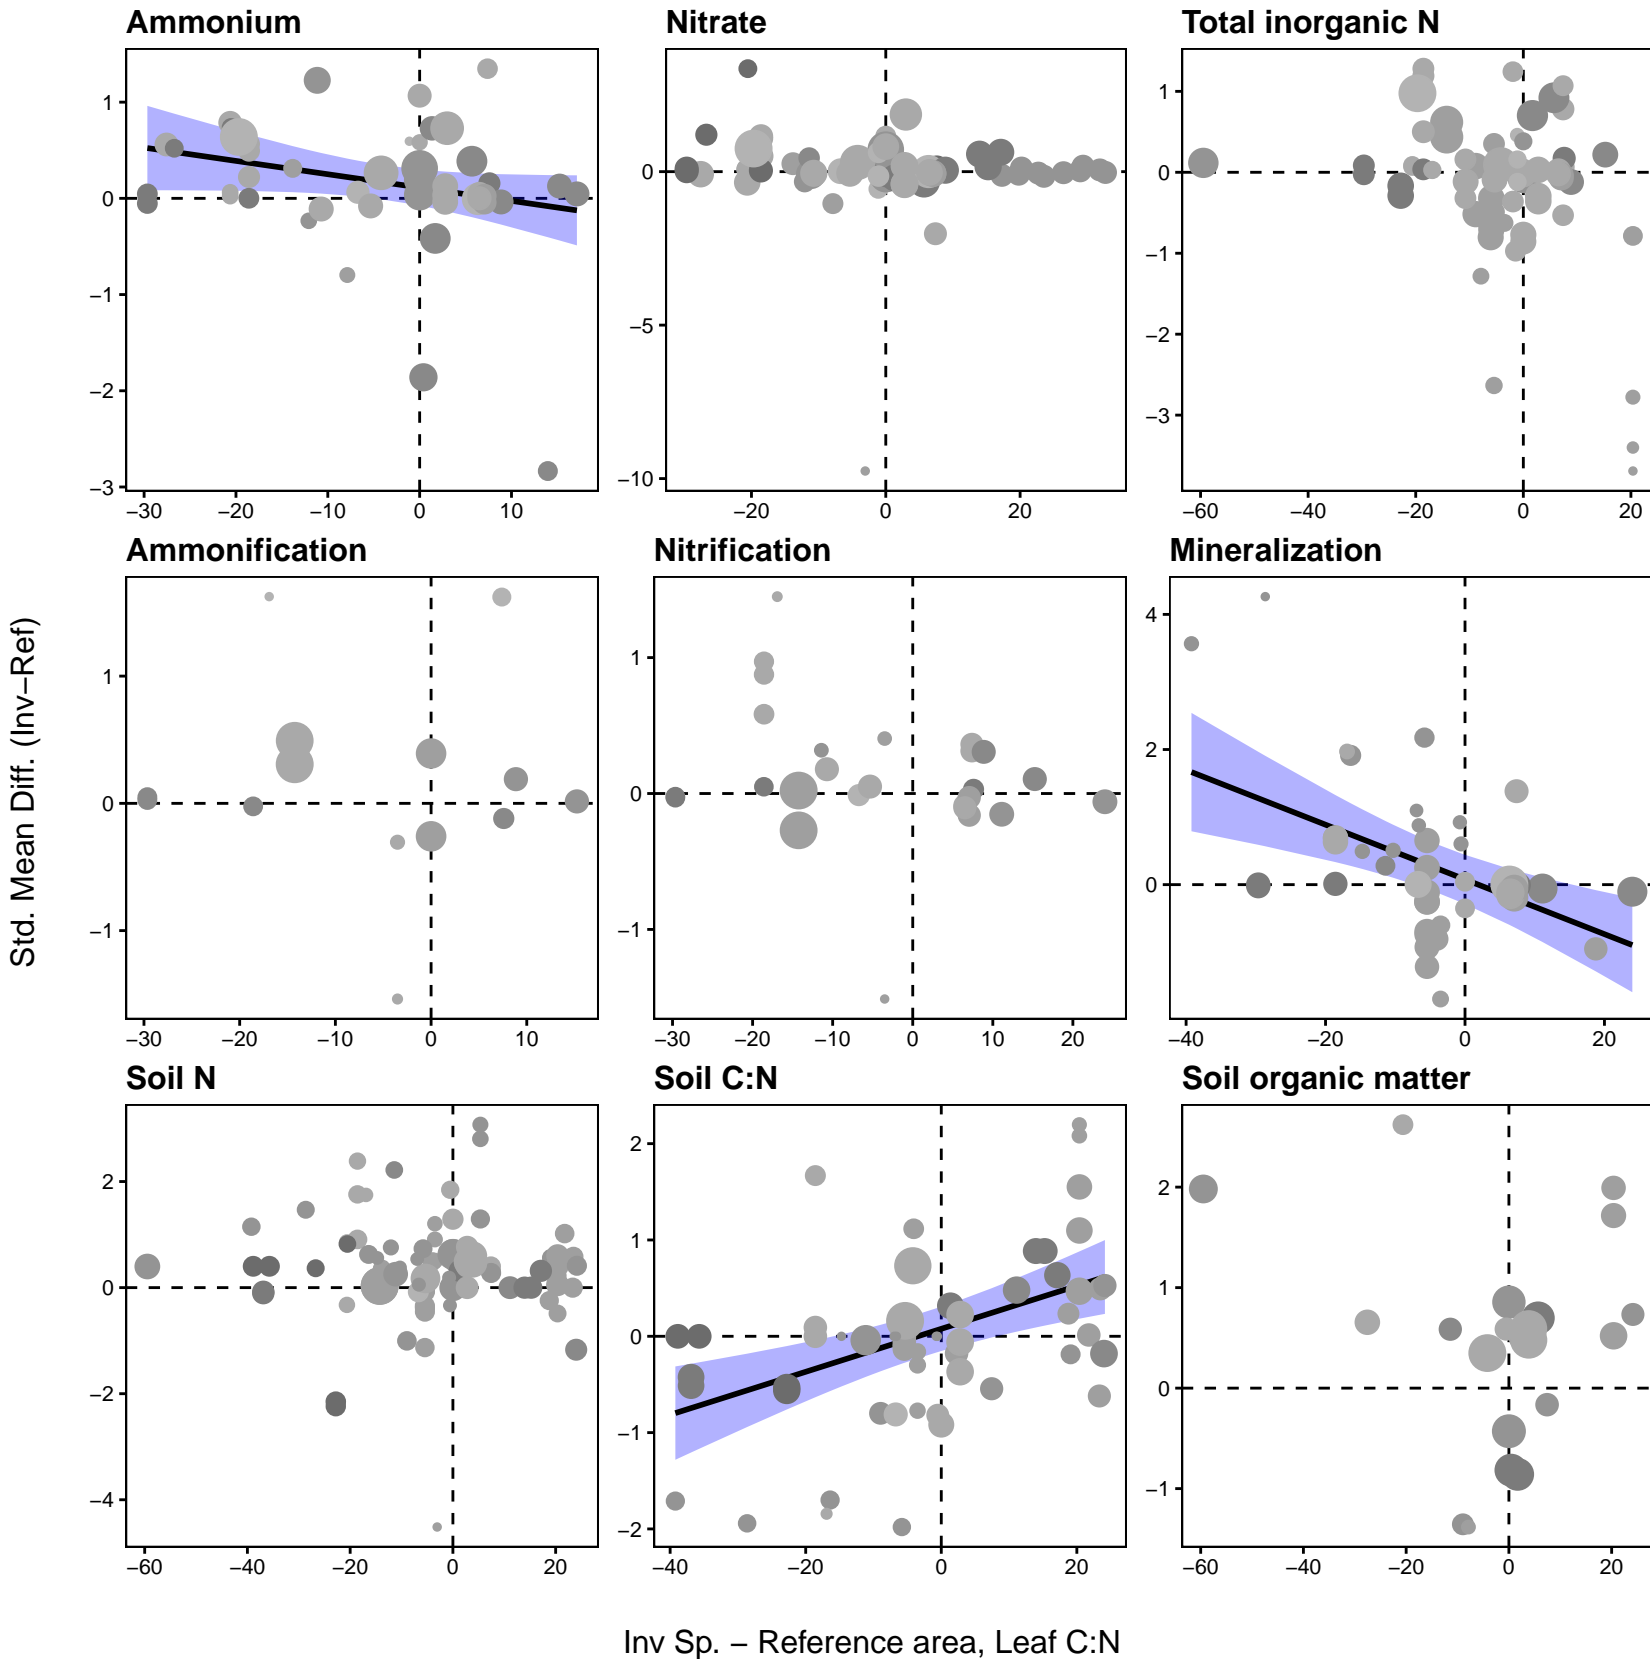 Ammonium
Nitrate
Total inorganic N
1
0
−1
−2
−3
−30 −20 −10 0 10
0
−5
−10
−20 0 20
1
0
−1
−2
−3
−60 −40 −20 0 20
Ammonification
Nitrification
Mineralization
Std. Mean Diff. (Inv−Ref)
1
0
−1
−30 −20 −10 0 10
1
0
−1
−30 −20 −10 0 10 20
4
2
0
−40 −20 0 20
Soil N
Soil C:N
Soil organic matter
2
0
−2
−4
−60 −40 −20 0 20
2
1
0
−1
−2
−40 −20 0 20
2
1
0
−1
−60 −40 −20 0 20
Inv Sp. − Reference area, Leaf C:N